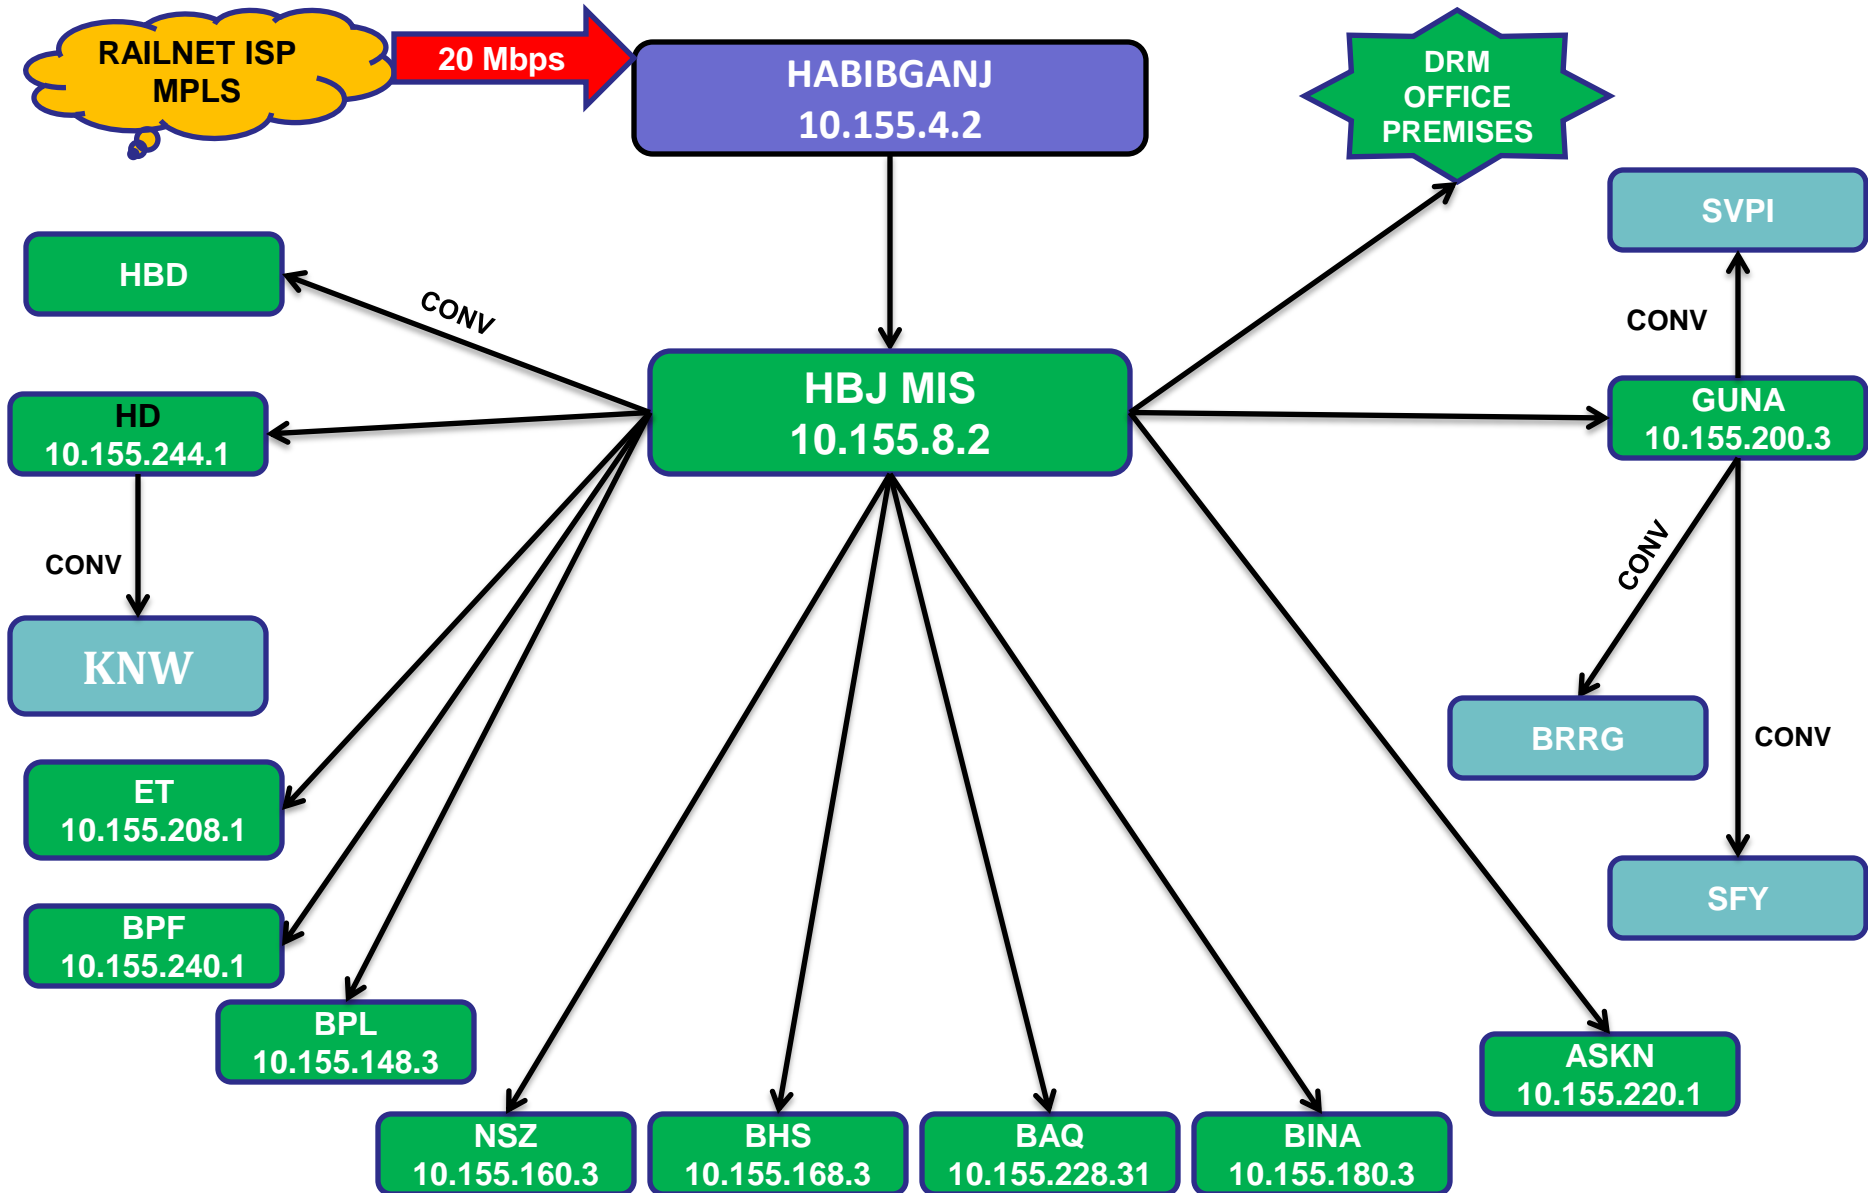 RAILNET ISP
MPLS
20 Mbps
HABIBGANJ
10.155.4.2
DRM
OFFICE
PREMISES
SVPI
HBD
CONV
CONV
HBJ MIS
10.155.8.2
HD
10.155.244.1
GUNA
10.155.200.3
CONV
CONV
KNW
BRRG
CONV
ET
10.155.208.1
SFY
BPF
10.155.240.1
BPL
10.155.148.3
ASKN
10.155.220.1
NSZ
10.155.160.3
BHS
10.155.168.3
BAQ
10.155.228.31
BINA
10.155.180.3